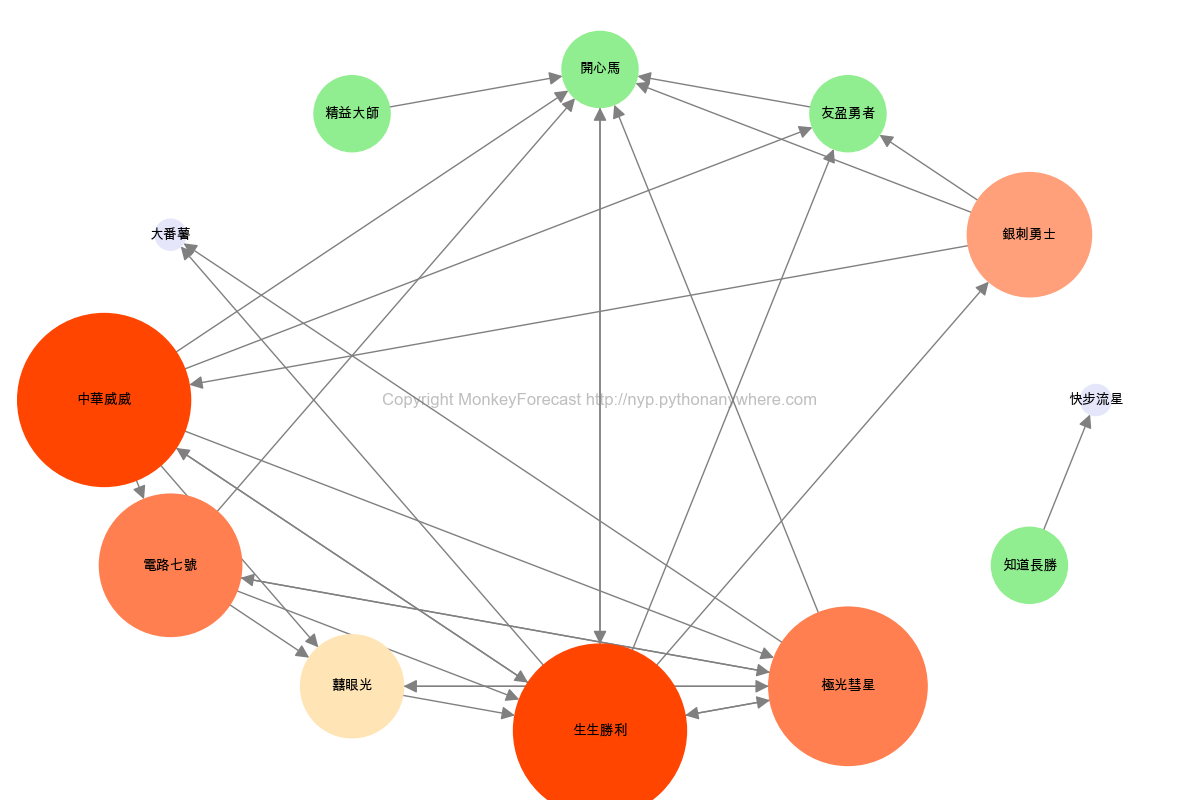 開心馬
精益大師
友盈勇者
大番薯
銀刺勇士
中華威威
Copyright MonkeyForecast http://nyp.pythonanywhere.com
快步流星
電路七號
知道長勝
囍眼光
極光彗星
生生勝利